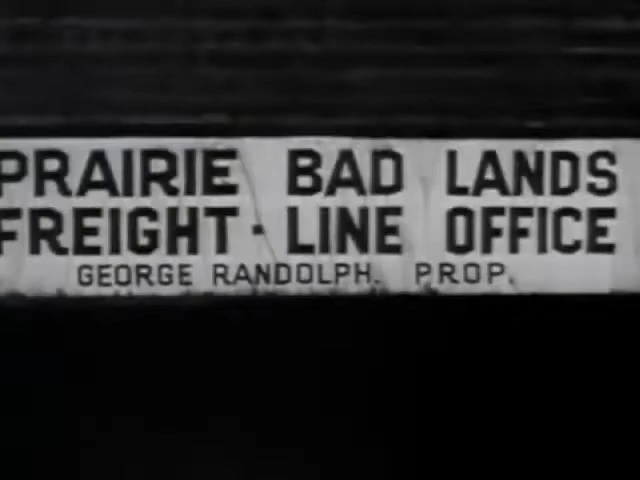 PRAIRIE BAD LANDS
FREIGHT · LINE OFFICE
GEORGE RANDOLPH. PROP.